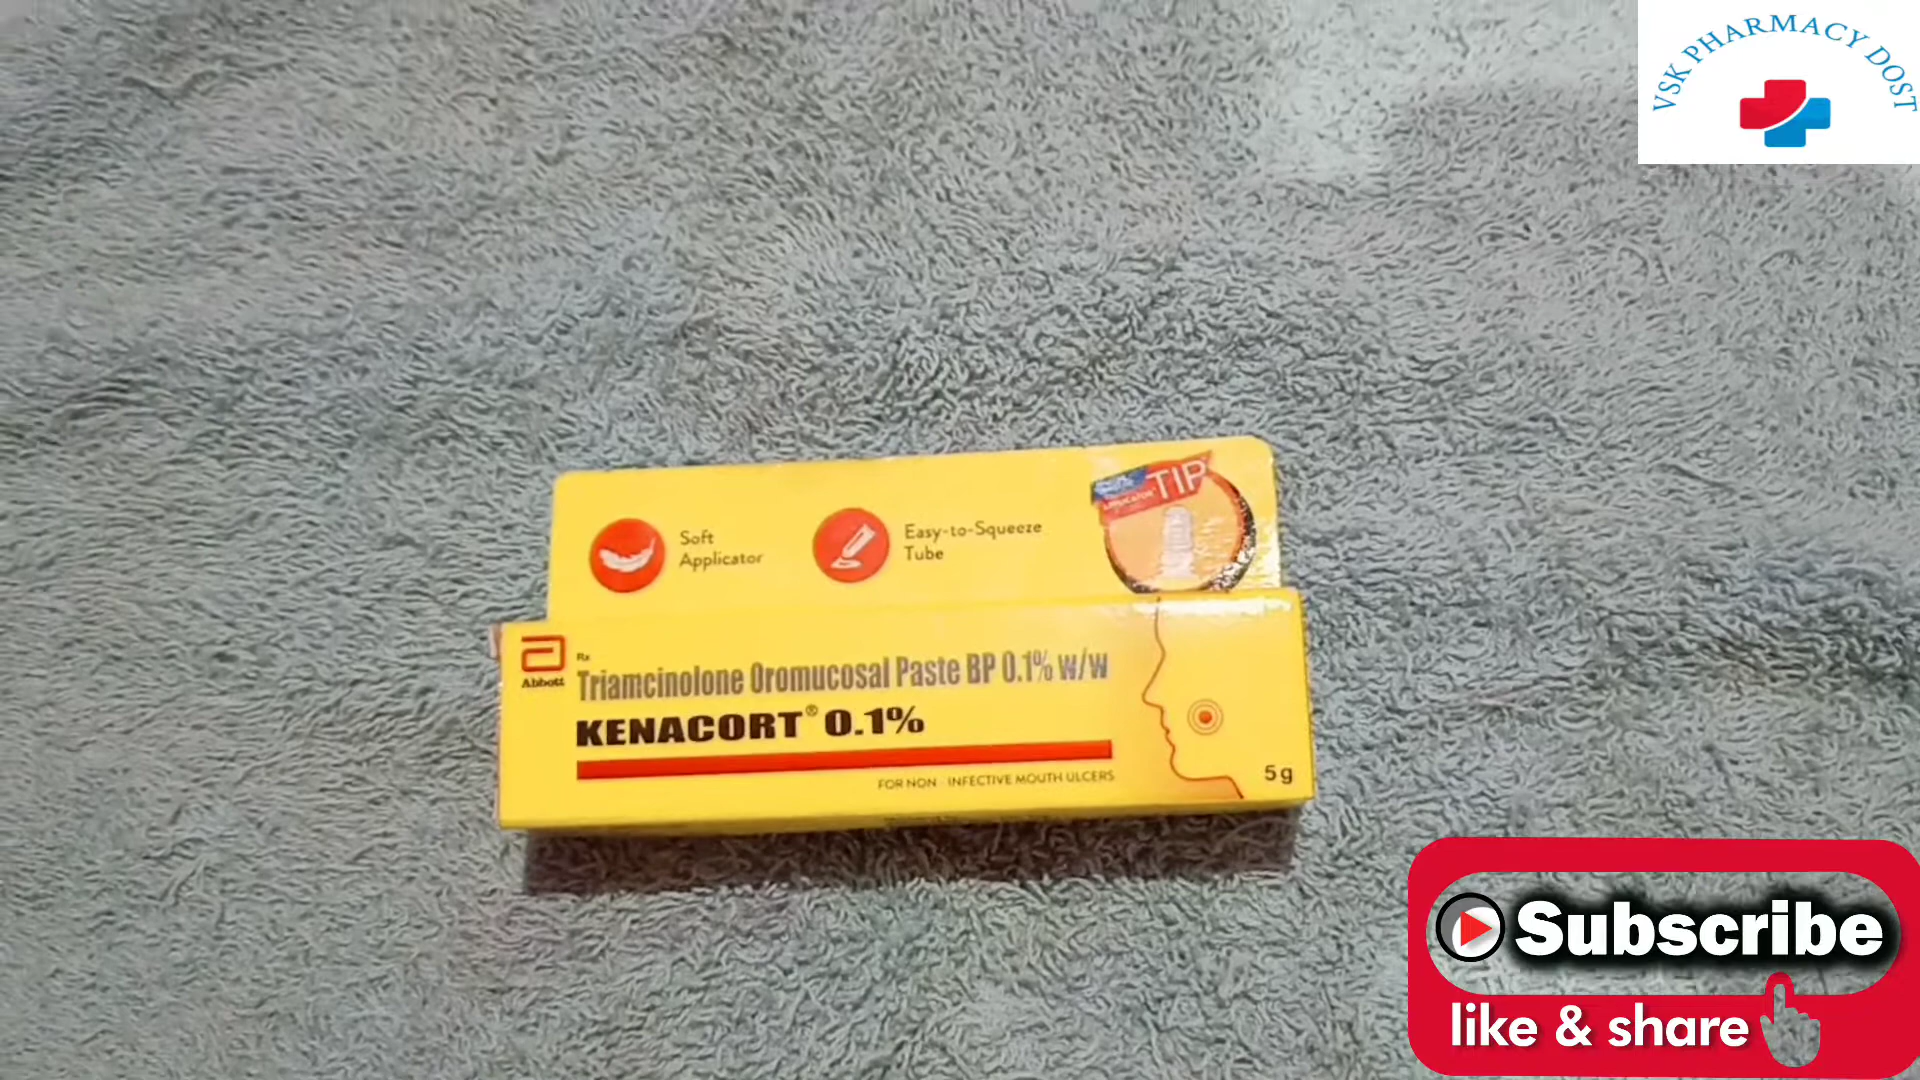 VSK PHARMACY DOST
TIP
Soft
Applicator
Easy-to-Squeeze
Tube
Abbott
Rx
Triamcinolone Oromucosal Paste BP 0.1% w/w
KENACORT® 0.1%
FOR NON - INFECTIVE MOUTH ULCERS
5 g
Subscribe
like & share